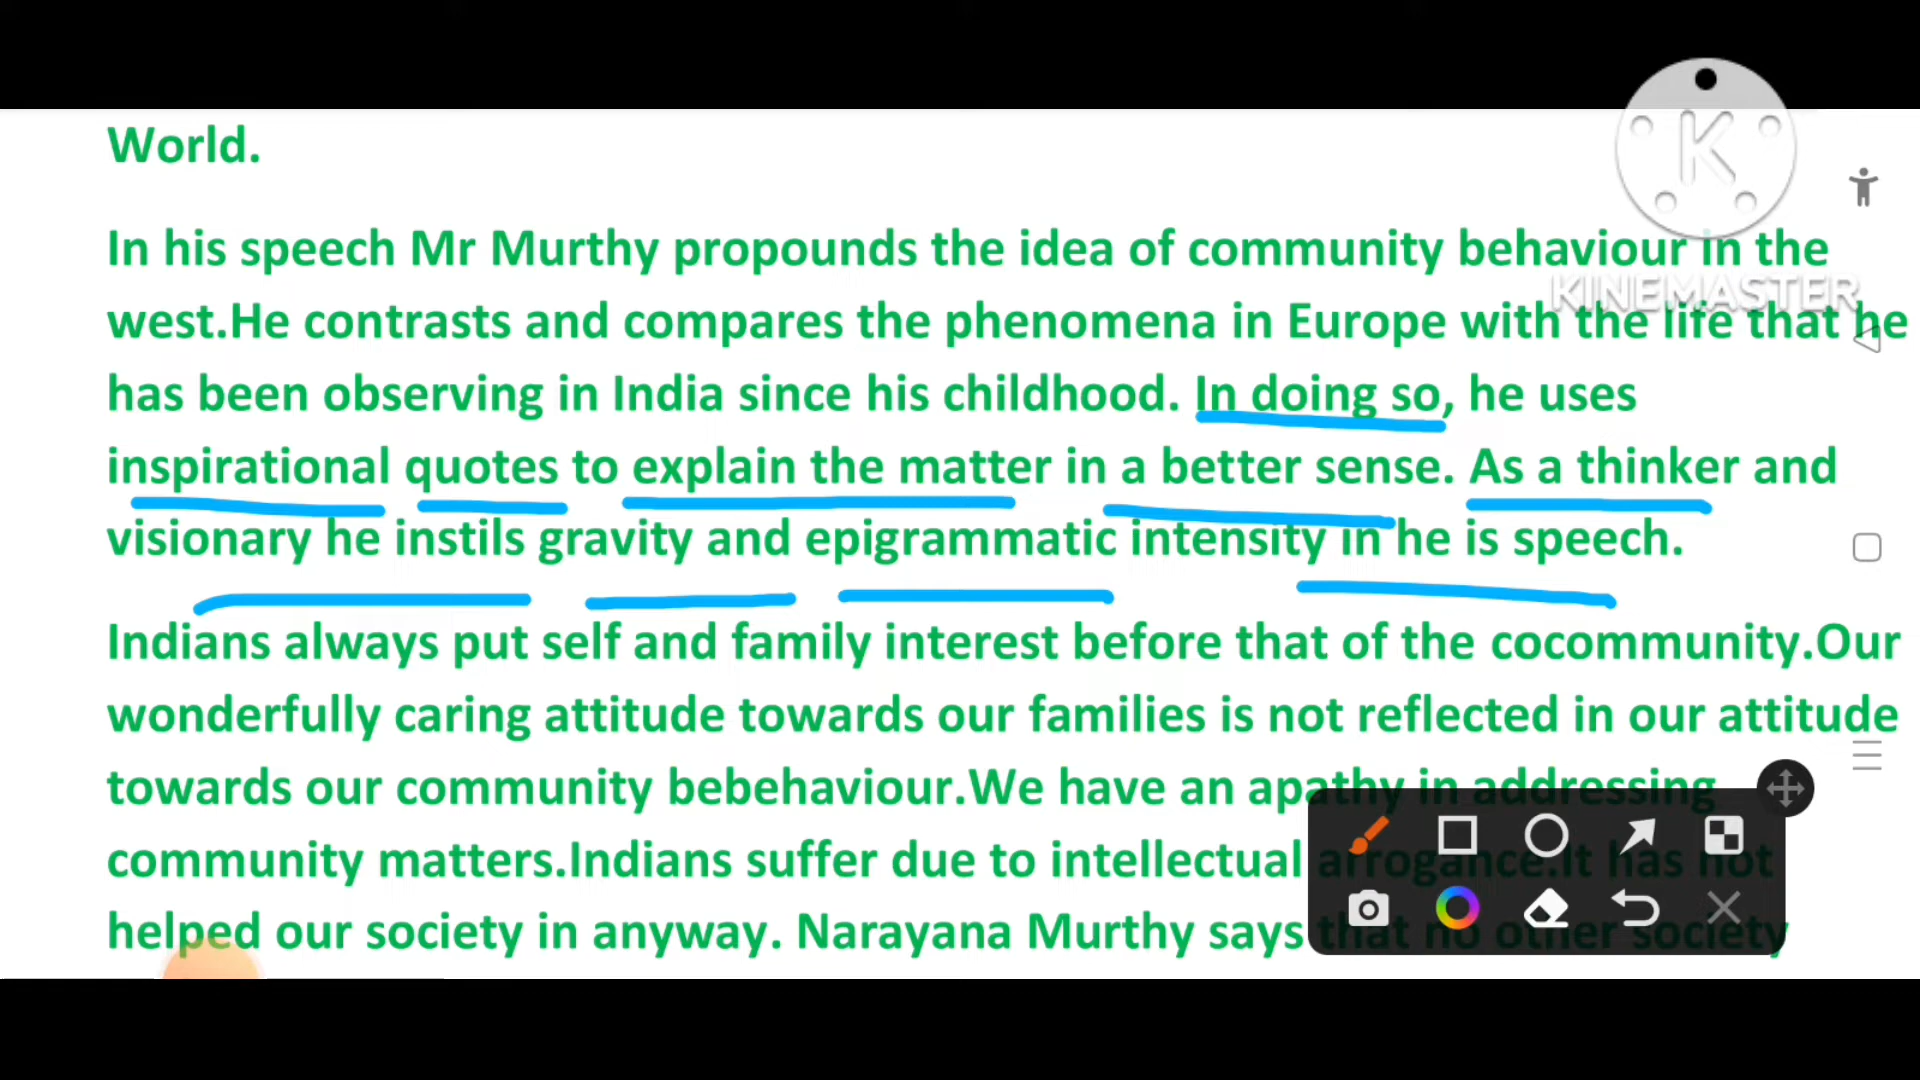 World.
In his speech Mr Murthy propounds the idea of community behaviour in the
west.He contrasts and compares the phenomena in Europe with the life that he
has been observing in India since his childhood. In doing so, he uses
inspirational quotes to explain the matter in a better sense. As a thinker and
visionary he instils gravity and epigrammatic intensity in he is speech.
Indians always put self and family interest before that of the cocommunity.Our
wonderfully caring attitude towards our families is not reflected in our attitude
towards our community bebehaviour.We have an apathy in addressing
community matters.Indians suffer due to intellectual arrogance.It has not
helped our society in anyway. Narayana Murthy says that no other society
K
KINEMASTER